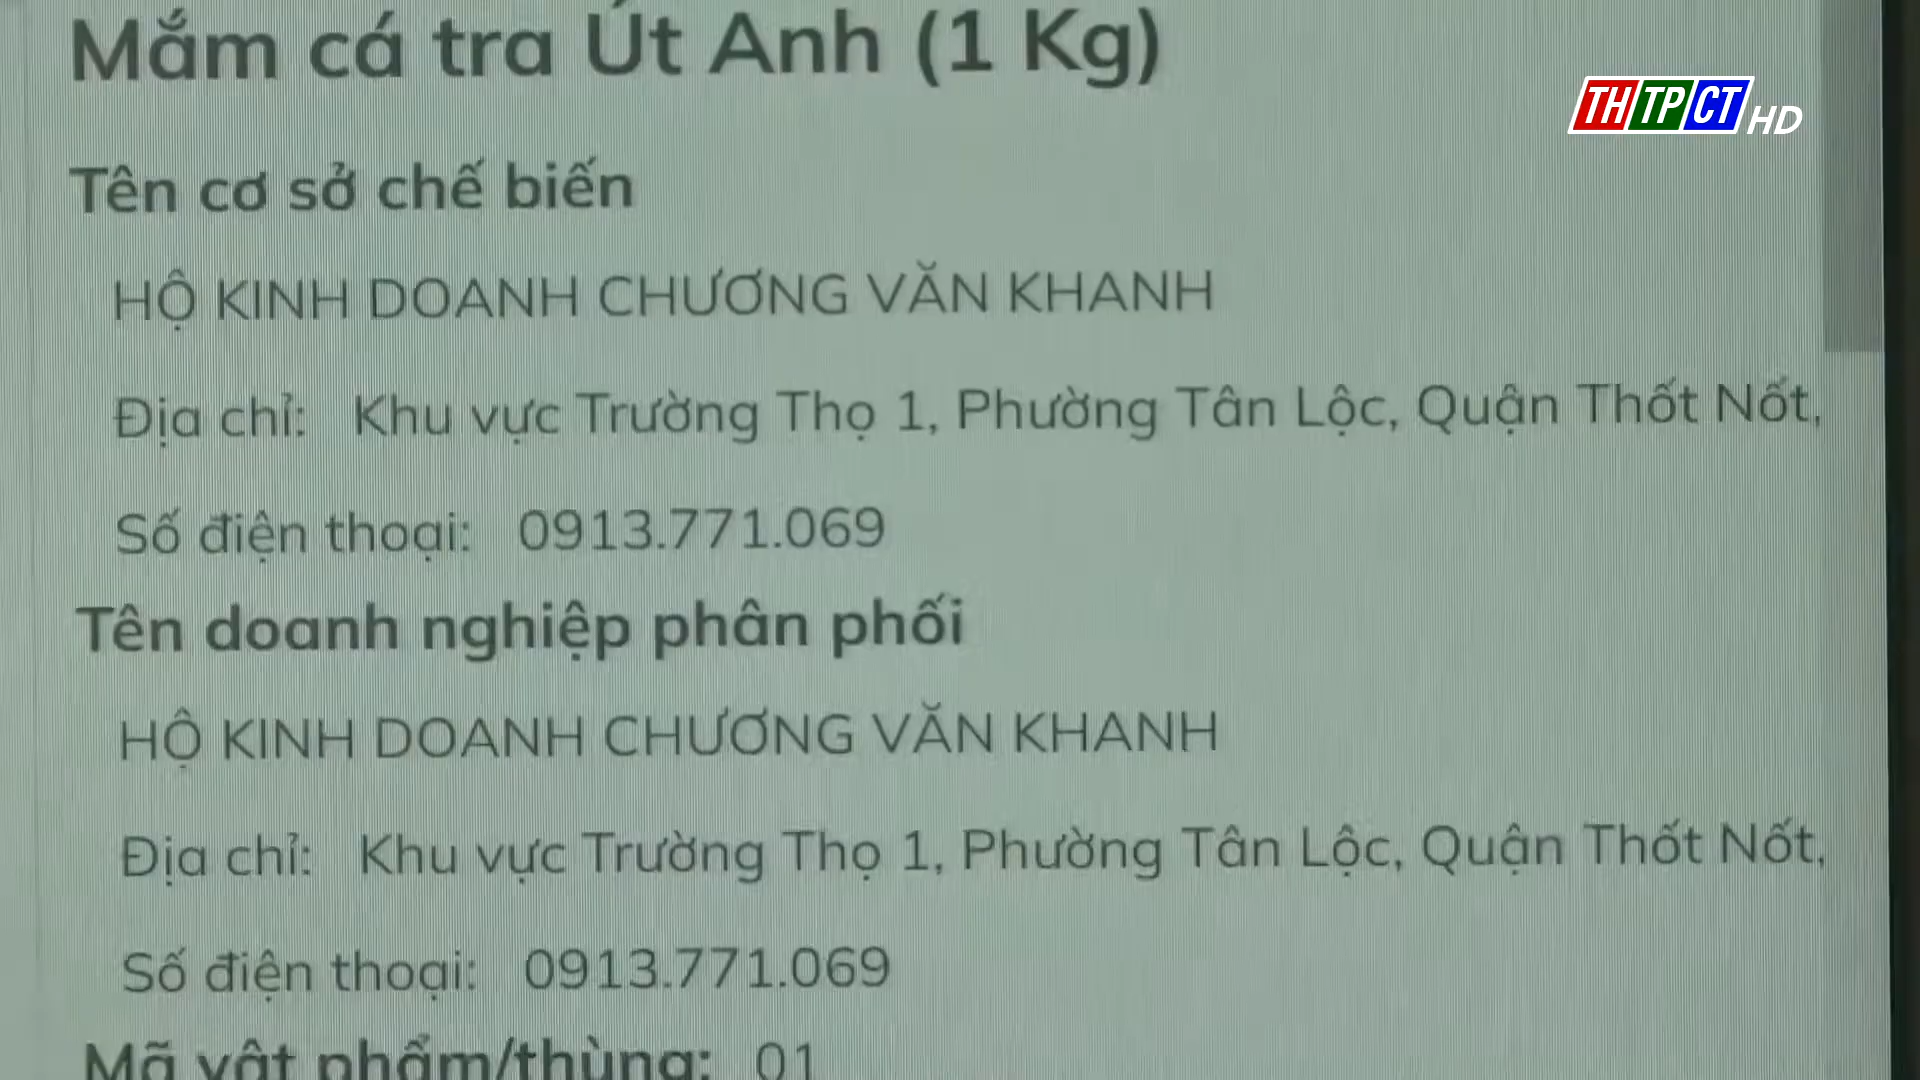 Mắm cá tra Út Anh (1 Kg)
THTPCT HD
Tên cơ sở chế biến
HỘ KINH DOANH CHƯƠNG VĂN KHANH
Địa chỉ: Khu vực Trường Thọ 1, Phường Tân Lộc, Quận Thốt Nốt,
Số điện thoại: 0913.771.069
Tên doanh nghiệp phân phối
HỘ KINH DOANH CHƯƠNG VĂN KHANH
Địa chỉ: Khu vực Trường Thọ 1, Phường Tân Lộc, Quận Thốt Nốt,
Số điện thoại: 0913.771.069
Mã vật phẩm/thùng: 01